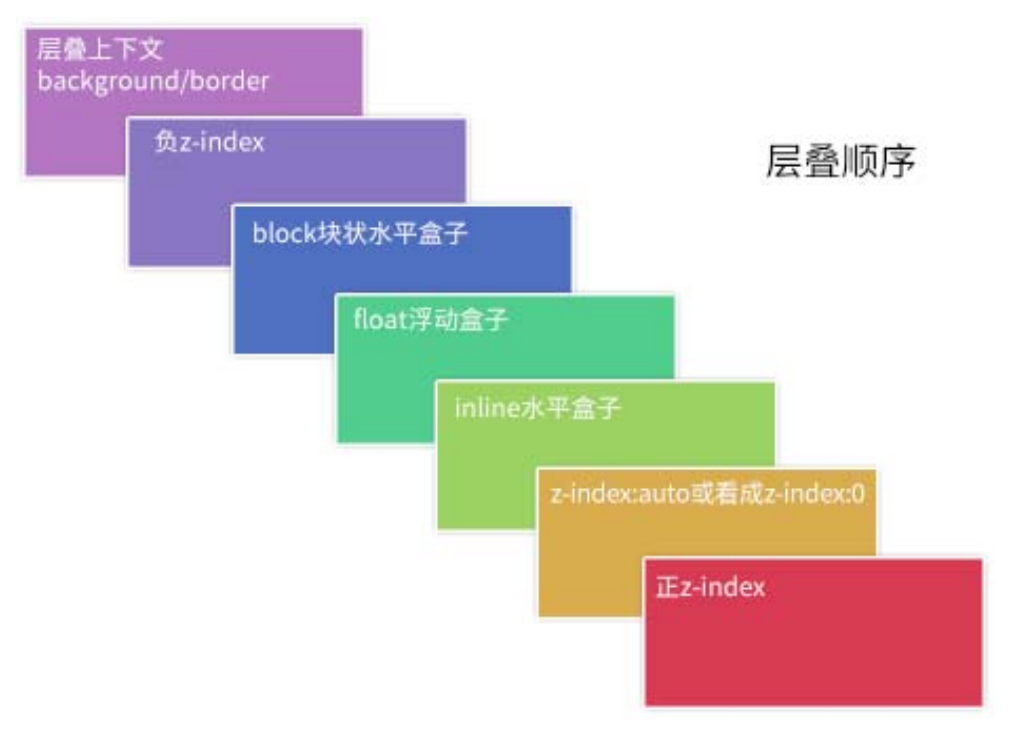 层叠上下文
background/border
负z-index
层叠顺序
block块状水平盒子
float浮动盒子
inline水平盒子
z-index:auto或看成z-index:0
正z-index